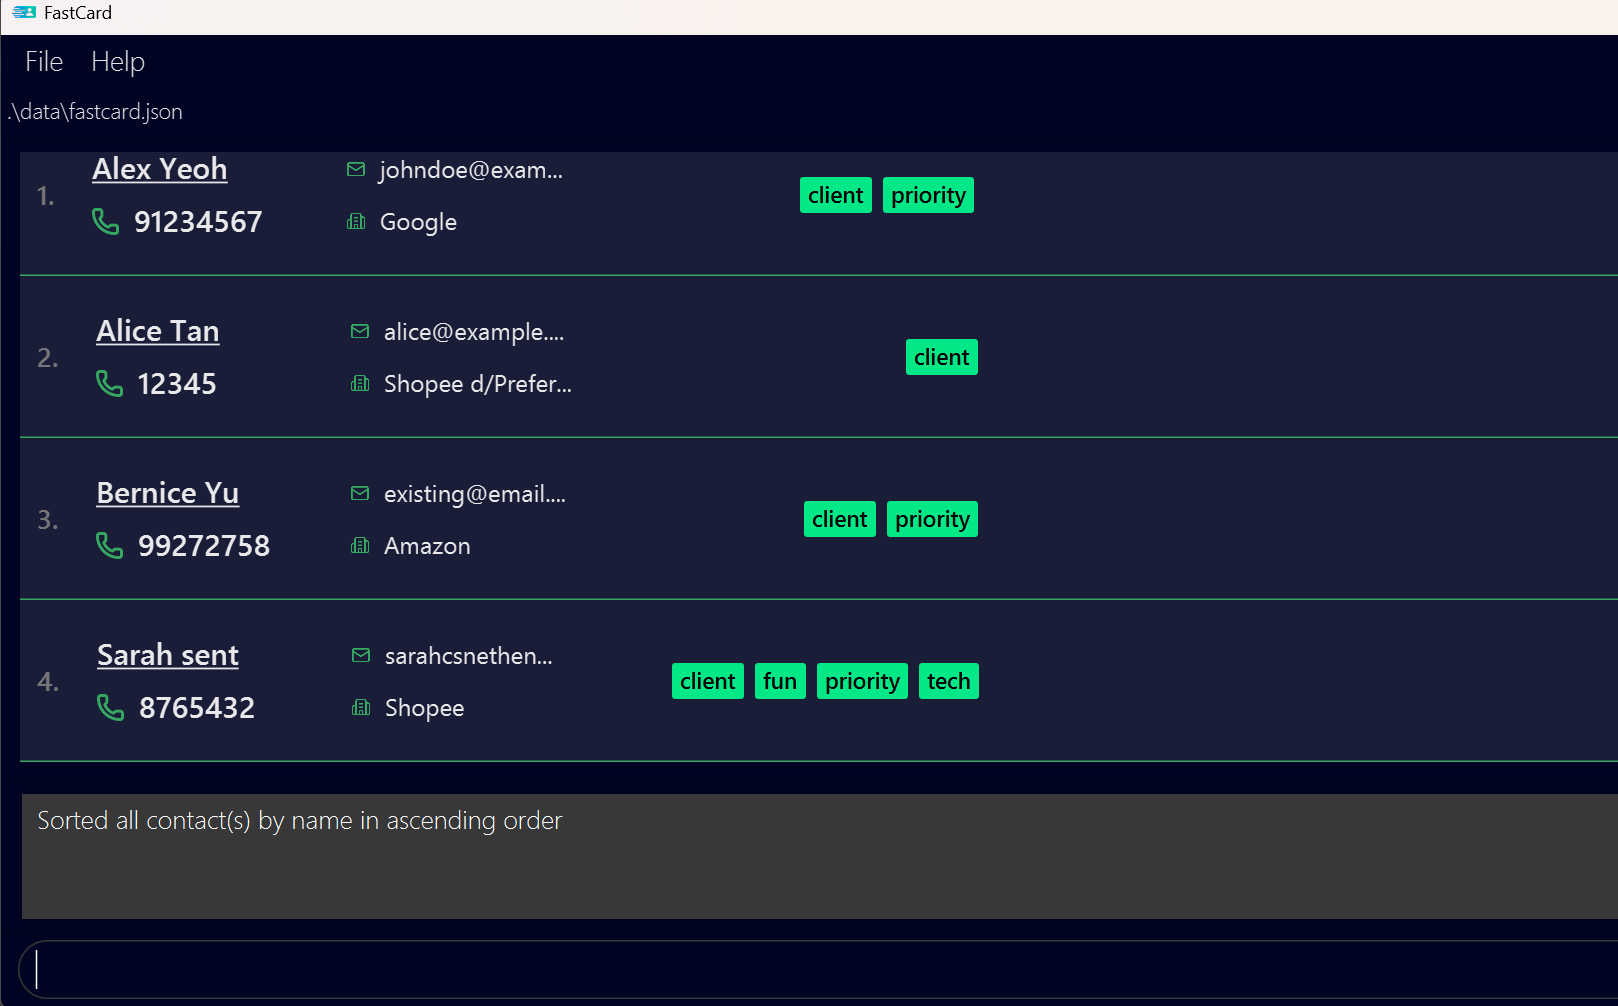 FastCard
File Help
.\data\fastcard.json
1. Alex Yeoh johndoe@exam... client priority
91234567 Google
2. Alice Tan alice@example.... client
12345 Shopee d/Prefer...
3. Bernice Yu existing@email.... client priority
99272758 Amazon
4. Sarah sent sarahcsnethen... client fun priority tech
8765432 Shopee
Sorted all contact(s) by name in ascending order